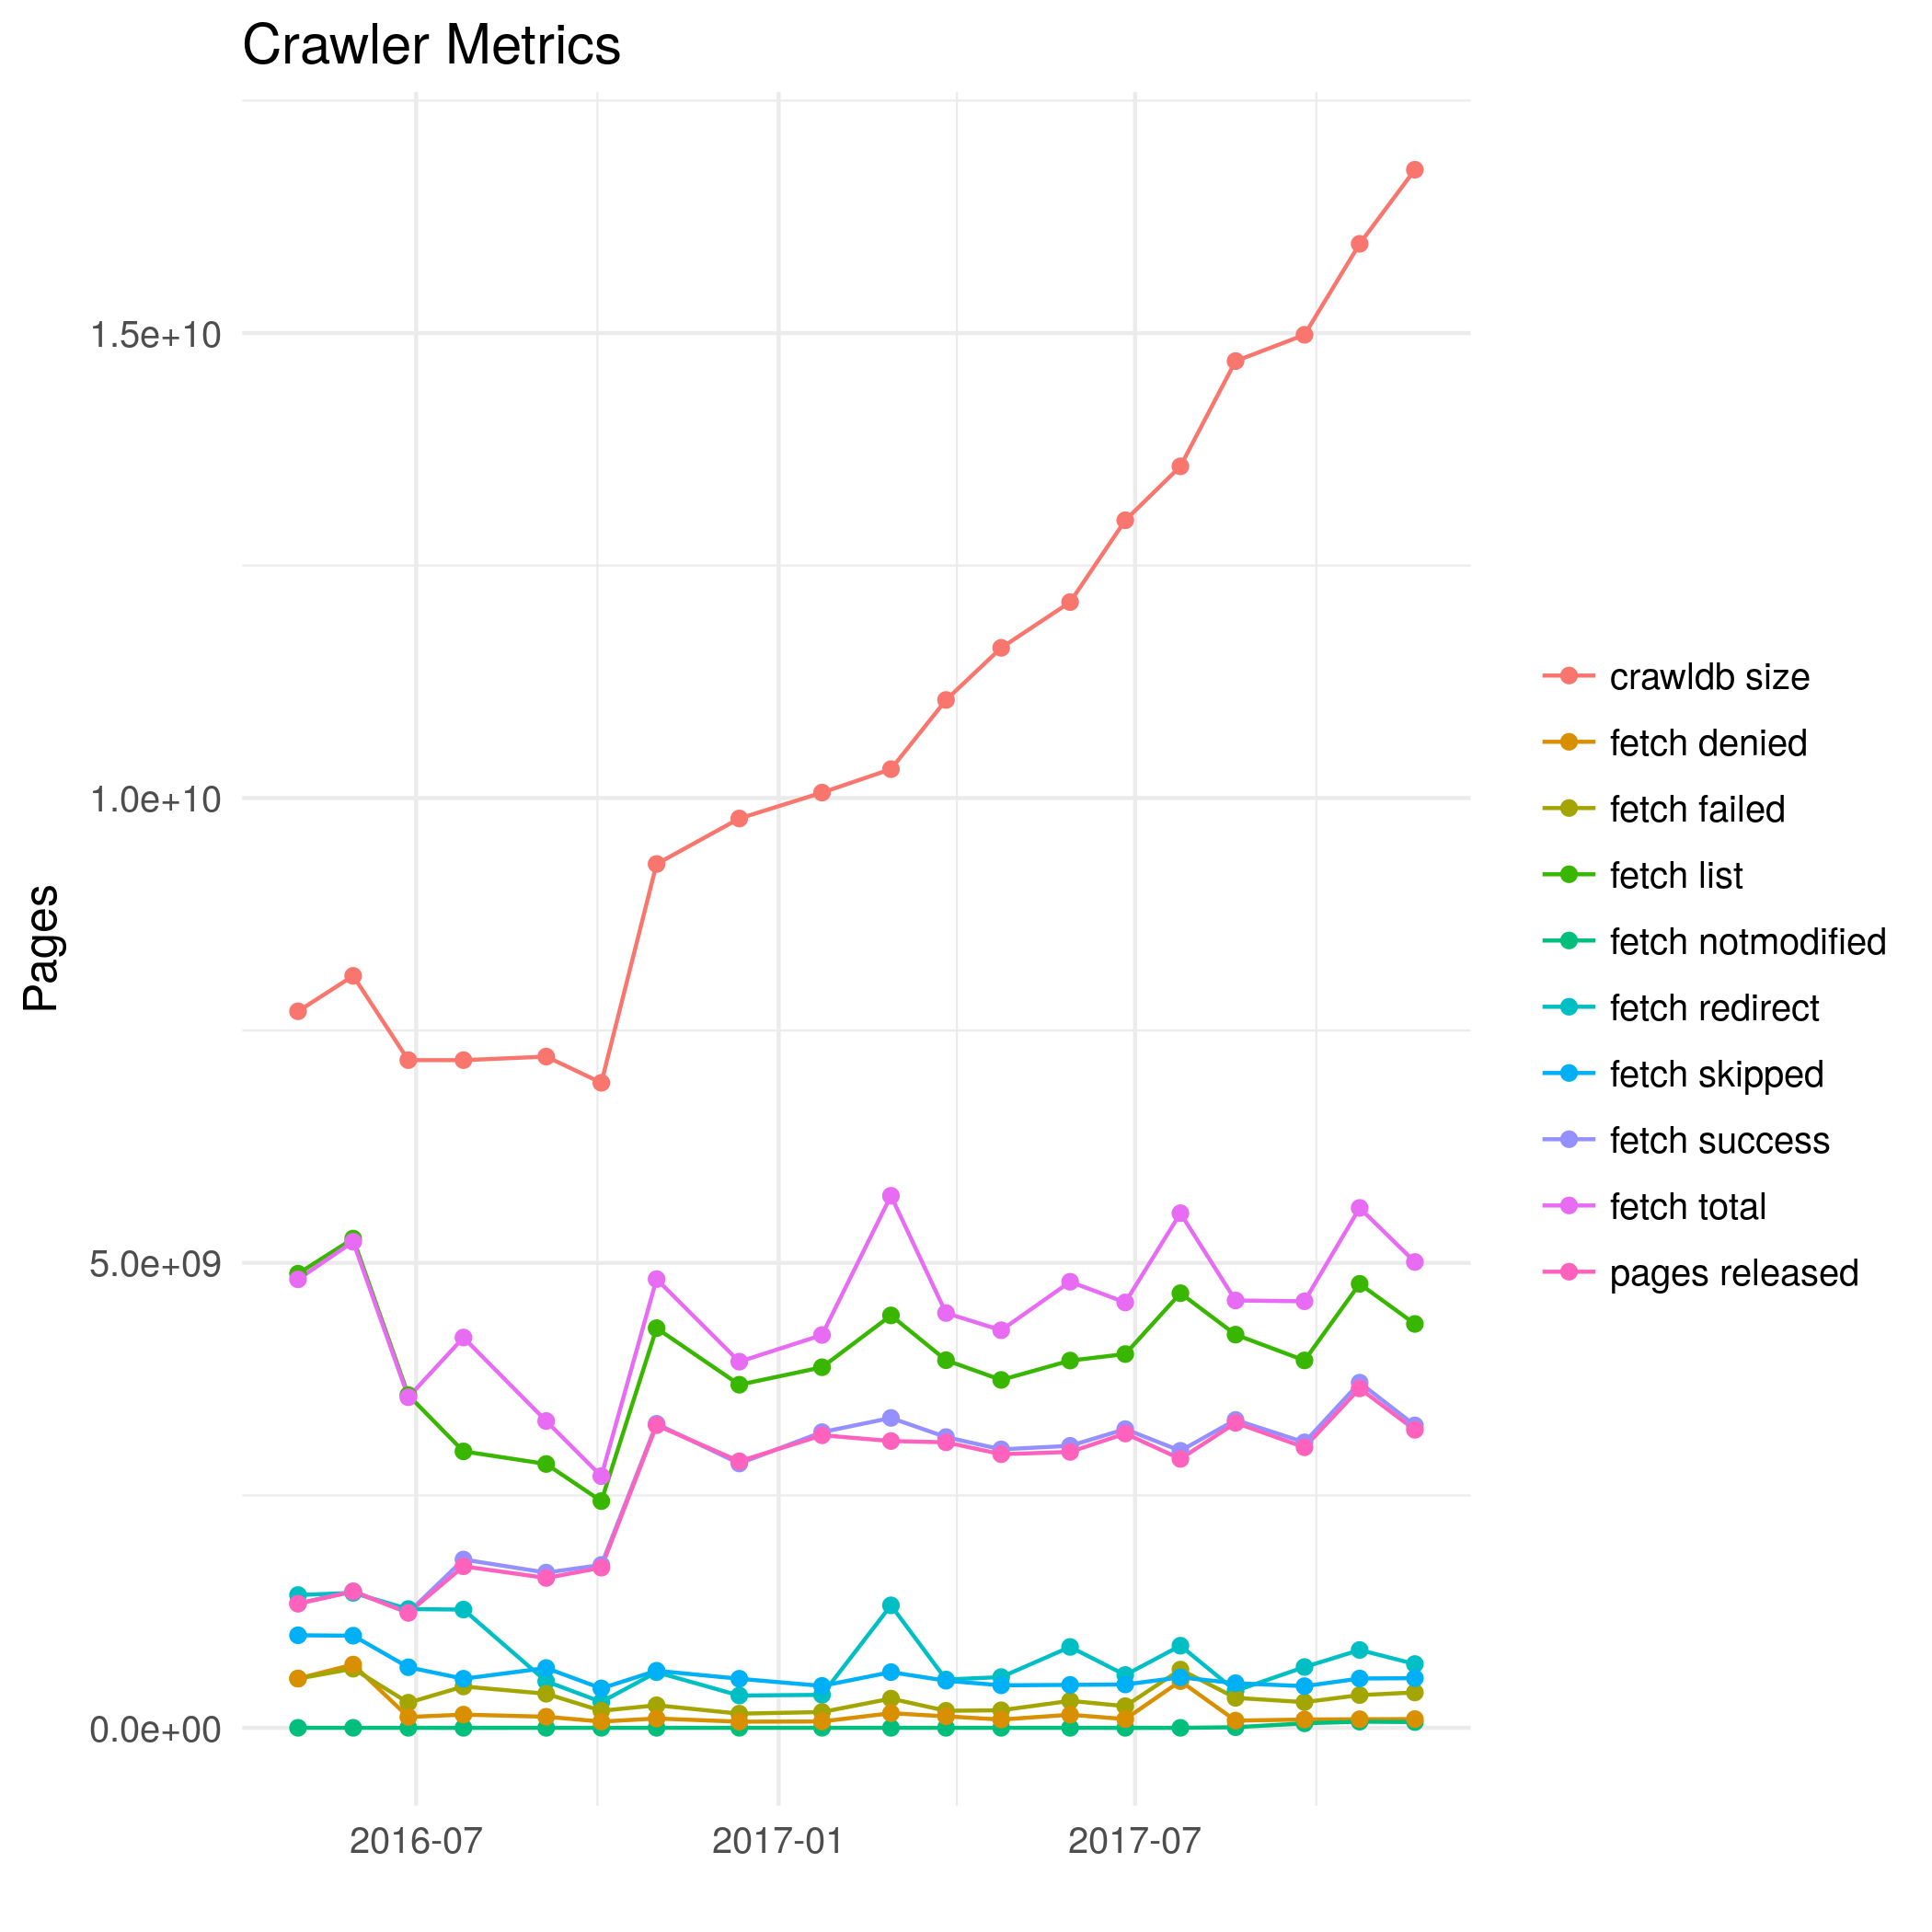 Crawler Metrics
Pages
1.5e+10
1.0e+10
5.0e+09
0.0e+00
2016-07
2017-01
2017-07
crawldb size
fetch denied
fetch failed
fetch list
fetch notmodified
fetch redirect
fetch skipped
fetch success
fetch total
pages released